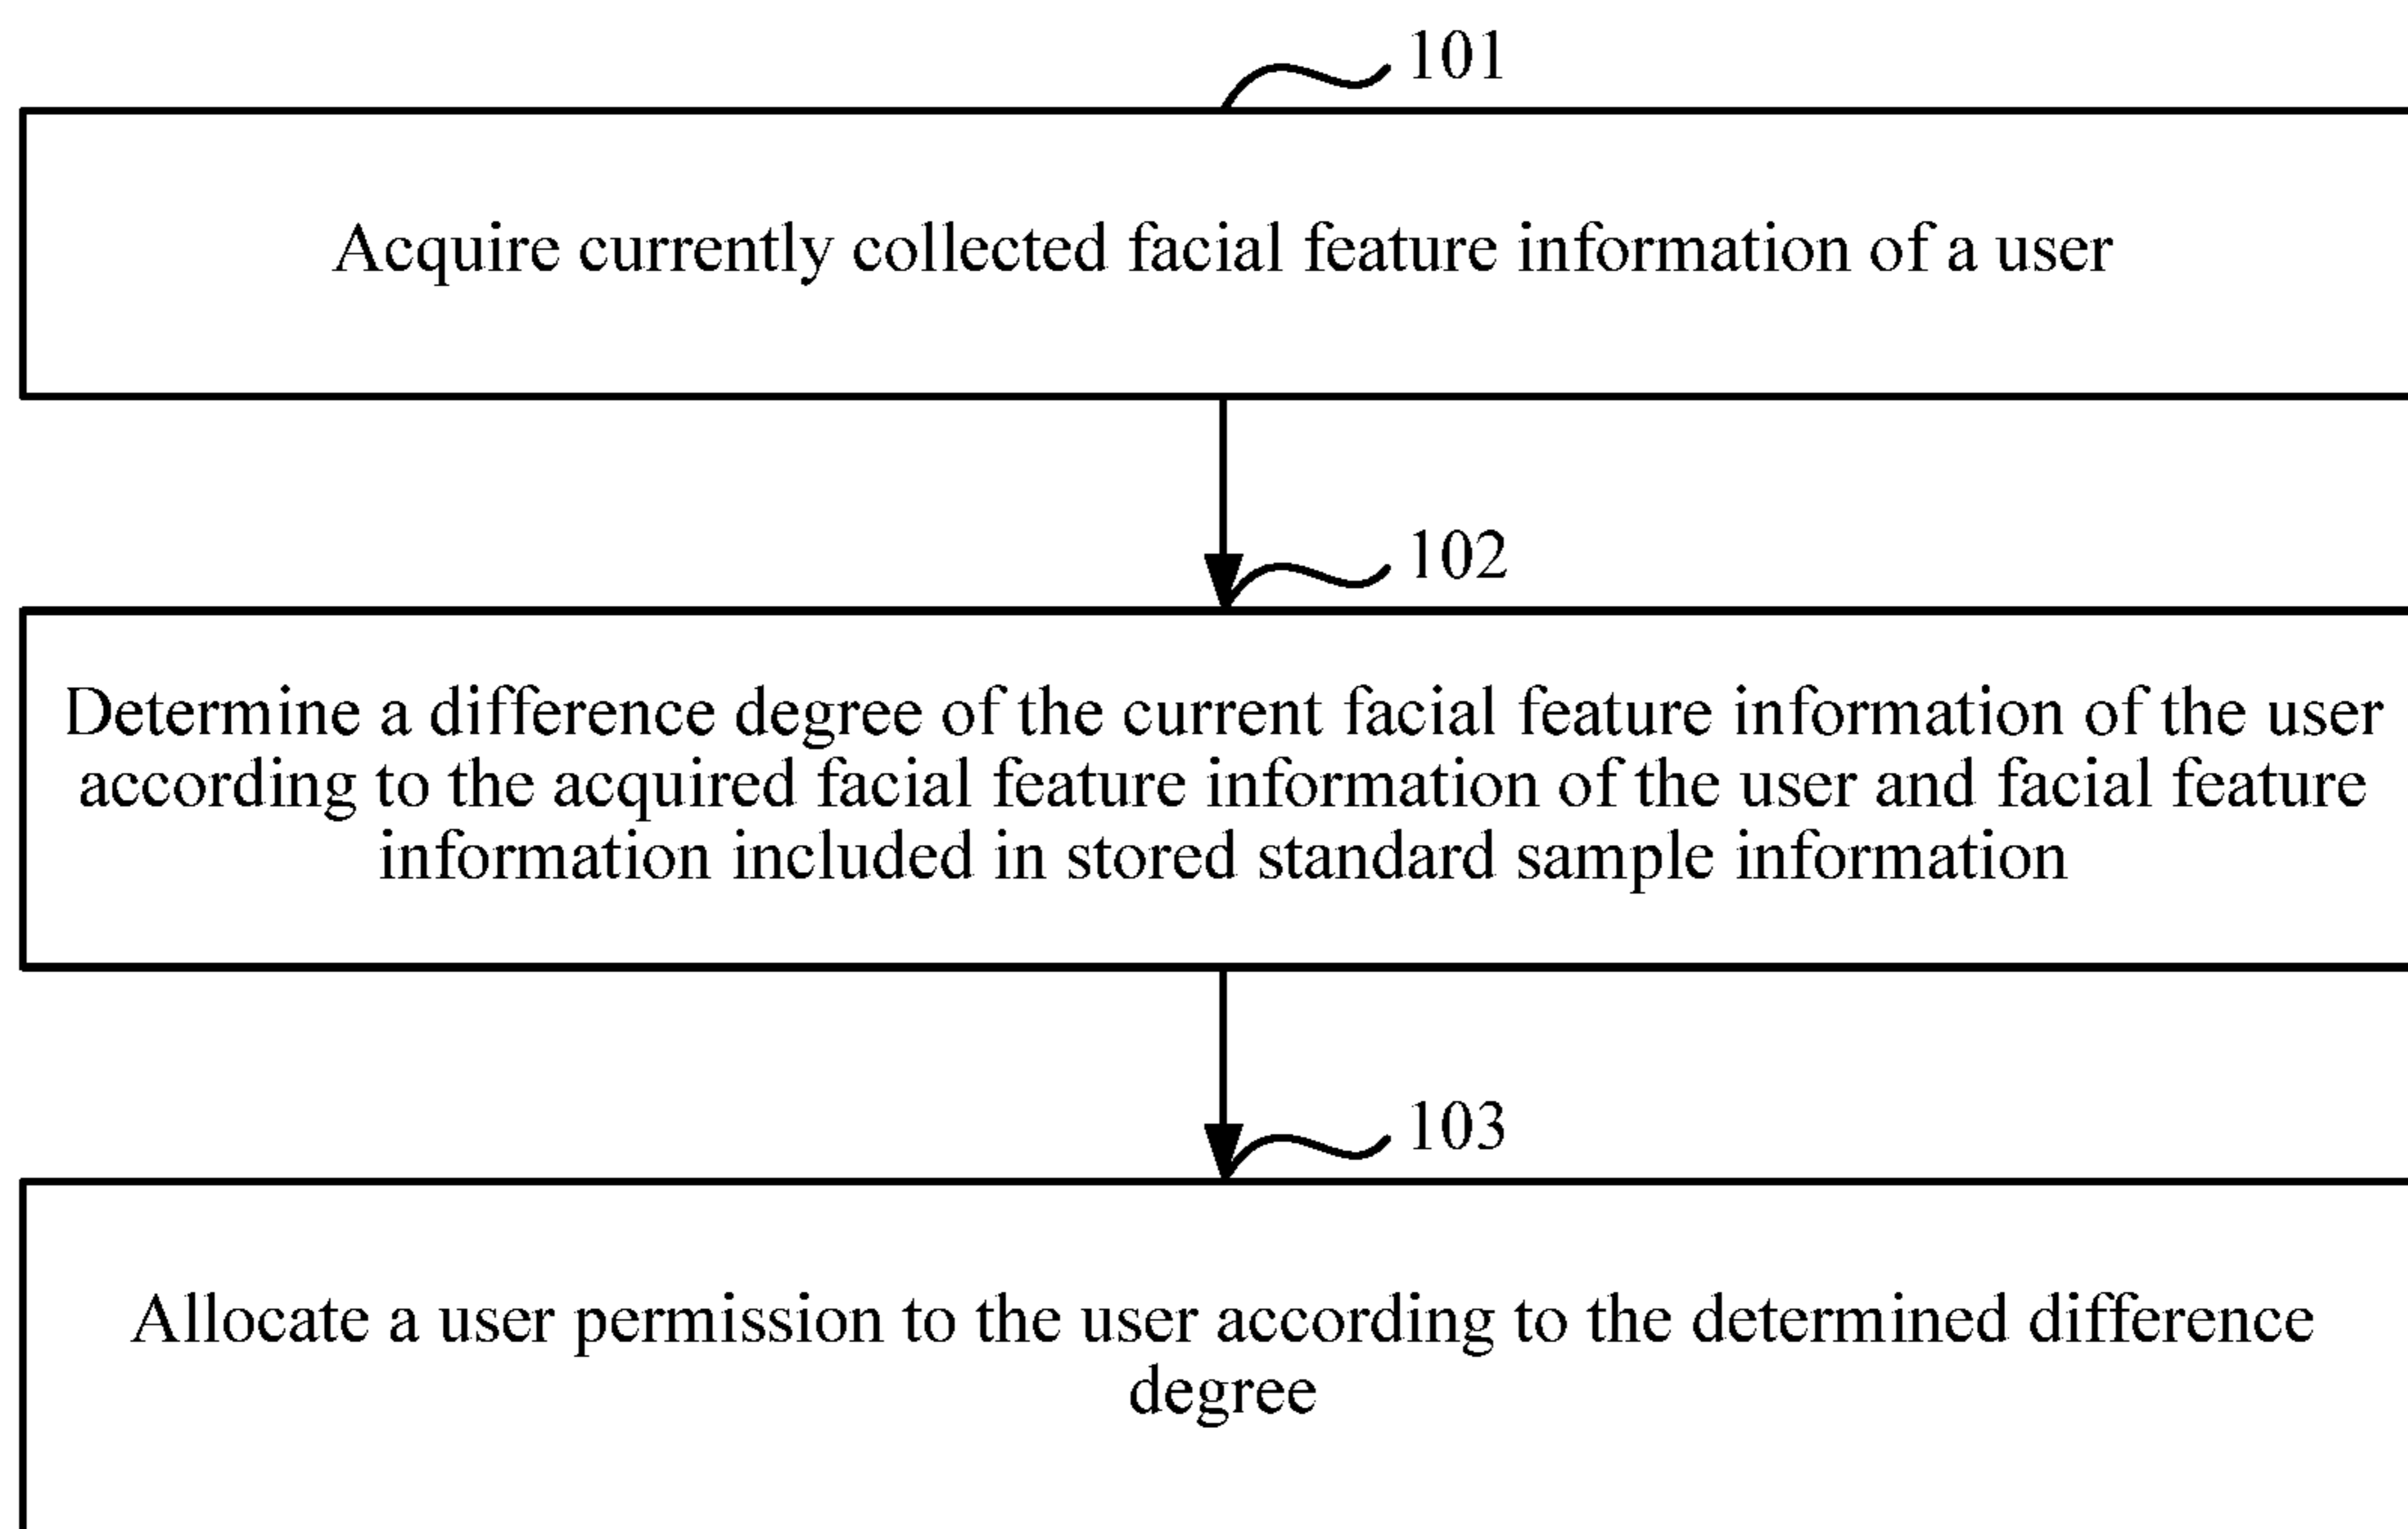 101
Acquire currently collected facial feature information of a user
102
Determine a difference degree of the current facial feature information of the user
according to the acquired facial feature information of the user and facial feature
information included in stored standard sample information
103
Allocate a user permission to the user according to the determined difference
degree